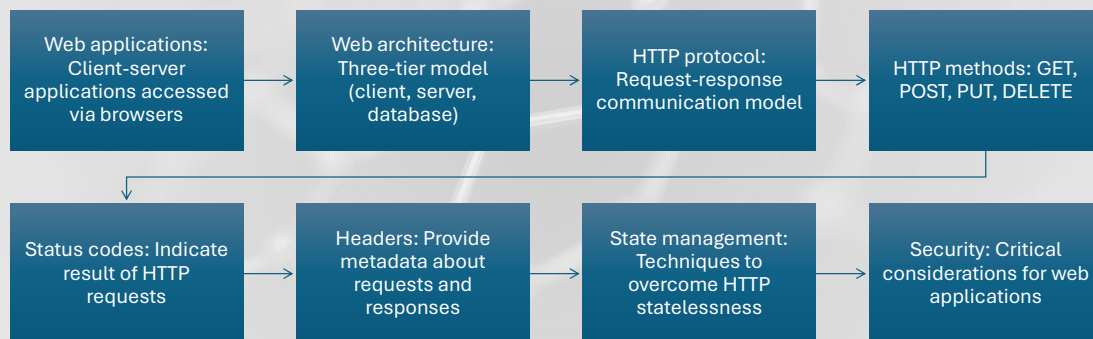 Web applications:
Client-server
applications accessed
via browsers
Web architecture:
Three-tier model
(client, server,
database)
HTTP protocol:
Request-response
communication model
HTTP methods: GET,
POST, PUT, DELETE
Status codes: Indicate
result of HTTP
requests
Headers: Provide
metadata about
requests and
responses
State management:
Techniques to
overcome HTTP
statelessness
Security: Critical
considerations for web
applications